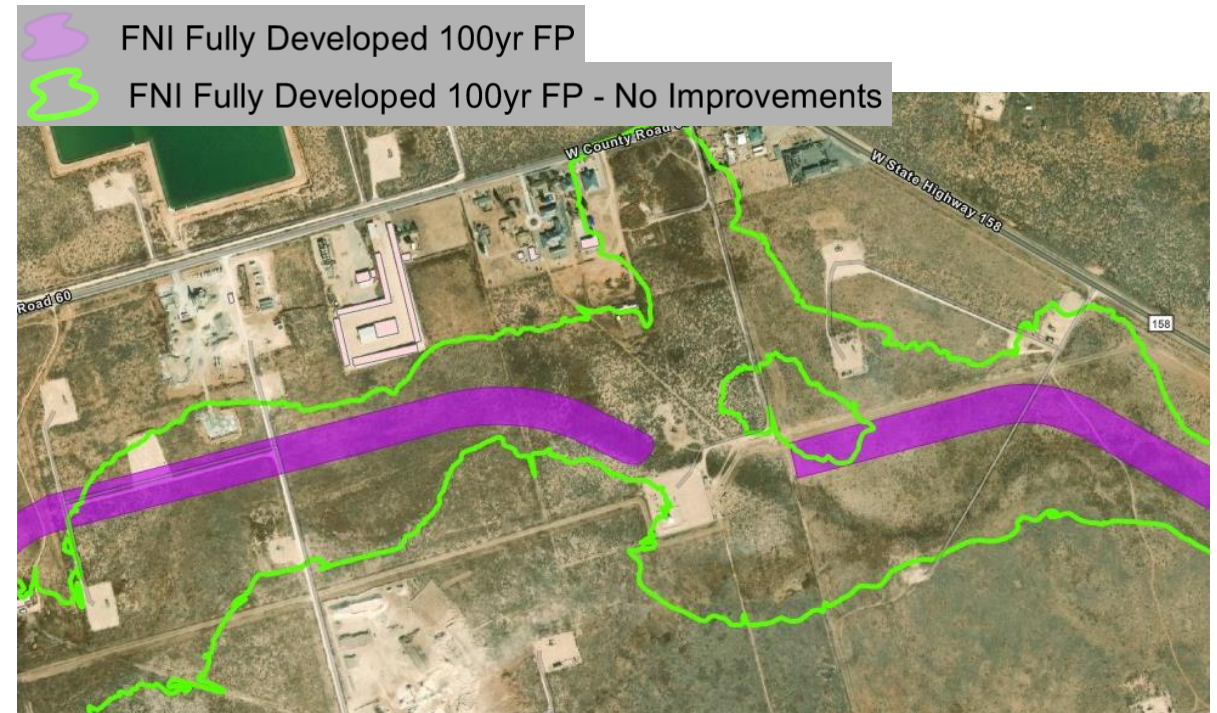 FNI Fully Developed 100yr FP
FNI Fully Developed 100yr FP - No Improvements
W County Road
W State Highway 158
Road 60
158